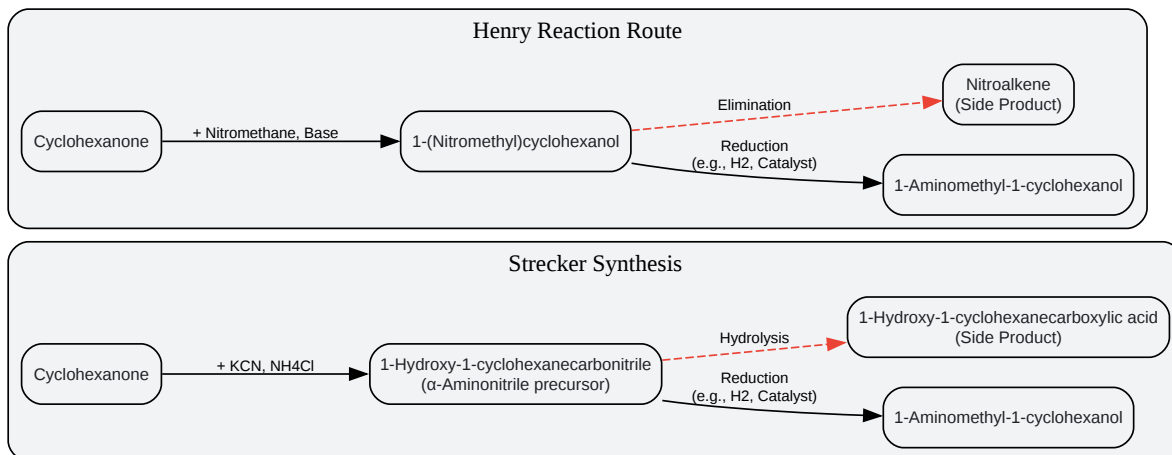 Henry Reaction Route
Cyclohexanone
+ Nitromethane, Base
1-(Nitromethyl)cyclohexanol
Elimination
Nitroalkene
(Side Product)
Reduction
(e.g., H2, Catalyst)
1-Aminomethyl-1-cyclohexanol
Strecker Synthesis
Cyclohexanone
+ KCN, NH4Cl
1-Hydroxy-1-cyclohexanecarbonitrile
(α-Aminonitrile precursor)
Hydrolysis
1-Hydroxy-1-cyclohexanecarboxylic acid
(Side Product)
Reduction
(e.g., H2, Catalyst)
1-Aminomethyl-1-cyclohexanol